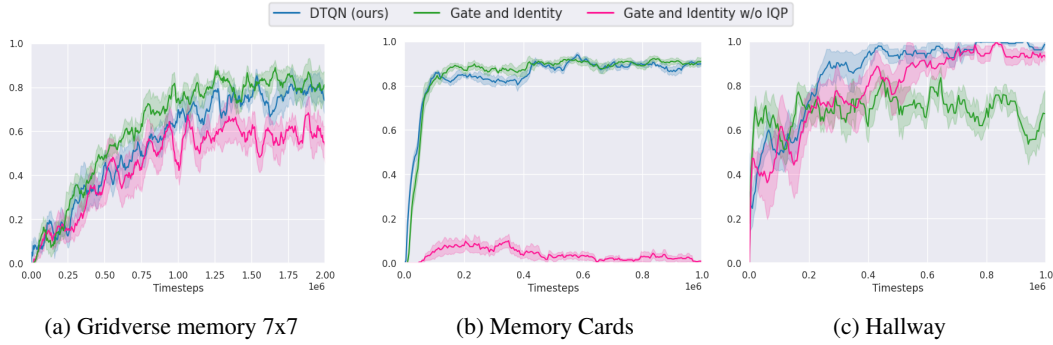 DTQN (ours) Gate and Identity Gate and Identity w/o IQP
1.0
0.8
0.6
0.4
0.2
0.0
0.00 0.25 0.50 0.75 1.00 1.25 1.50 1.75 2.00
Timesteps 1e6
(a) Gridverse memory 7x7
1.0
0.8
0.6
0.4
0.2
0.0
0.0 0.2 0.4 0.6 0.8 1.0
Timesteps 1e6
(b) Memory Cards
1.0
0.8
0.6
0.4
0.2
0.0
0.0 0.2 0.4 0.6 0.8 1.0
Timesteps 1e6
(c) Hallway